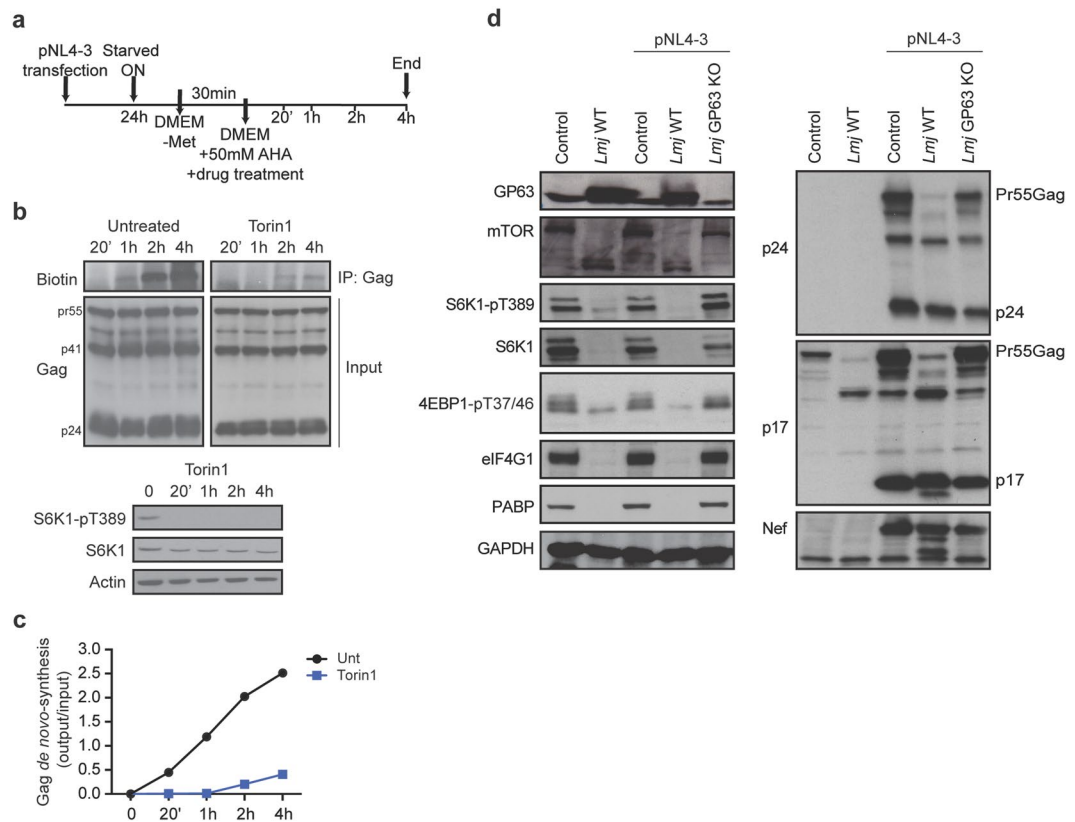 a
pNL4-3 transfection
Starved ON
End
30min
24h
20' 1h 2h 4h
DMEM -Met
DMEM
+50mM AHA
+drug treatment
b
Untreated Torin1
20' 1h 2h 4h 20' 1h 2h 4h
Biotin IP: Gag
pr55
p41
Gag Input
p24
Torin1
0 20' 1h 2h 4h
S6K1-pT389
S6K1
Actin
c
Gag de novo-synthesis
(output/input)
3.0
2.5
2.0
1.5
1.0
0.5
0.0
0 20' 1h 2h 4h
Unt
Torin1
d
pNL4-3
Control
Lmj WT
Control
Lmj WT
Lmj GP63 KO
GP63
mTOR
S6K1-pT389
S6K1
4EBP1-pT37/46
eIF4G1
PABP
GAPDH
pNL4-3
Control
Lmj WT
Control
Lmj WT
Lmj GP63 KO
Pr55Gag
p24
p24
Pr55Gag
p17
p17
Nef